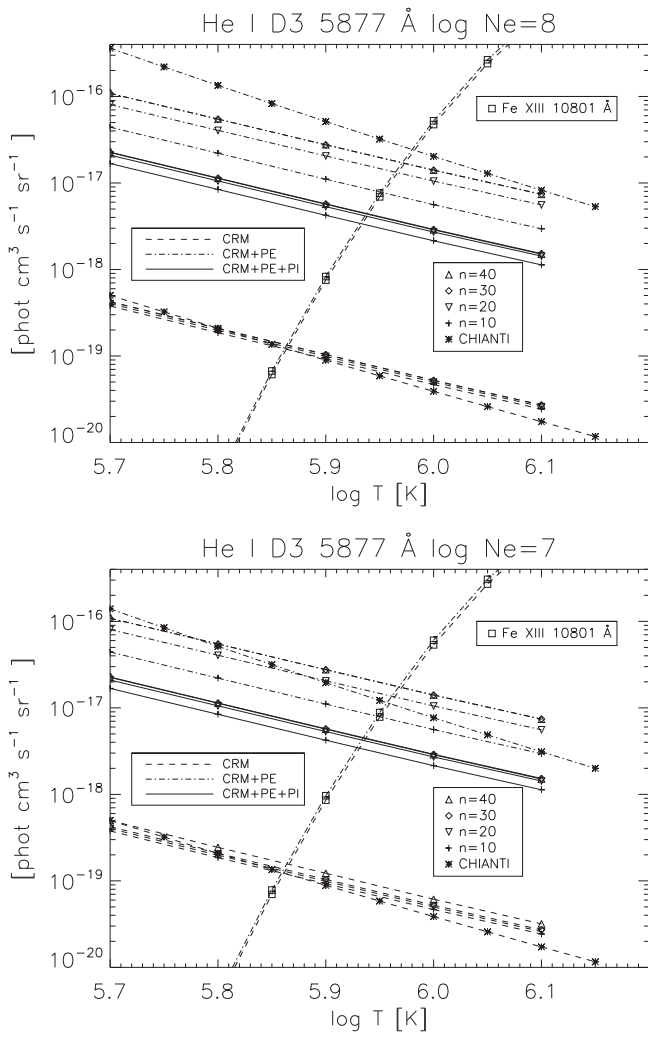 He I D3 5877 Å log Ne=8
10⁻¹⁶
10⁻¹⁷
10⁻¹⁸
10⁻¹⁹
10⁻²⁰
[phot cm³ s⁻¹ sr⁻¹ ]
Fe XIII 10801 Å
CRM
CRM+PE
CRM+PE+PI
n=40
n=30
n=20
n=10
CHIANTI
5.7 5.8 5.9 6.0 6.1
log T [K]
He I D3 5877 Å log Ne=7
10⁻¹⁶
10⁻¹⁷
10⁻¹⁸
10⁻¹⁹
10⁻²⁰
[phot cm³ s⁻¹ sr⁻¹ ]
Fe XIII 10801 Å
CRM
CRM+PE
CRM+PE+PI
n=40
n=30
n=20
n=10
CHIANTI
5.7 5.8 5.9 6.0 6.1
log T [K]